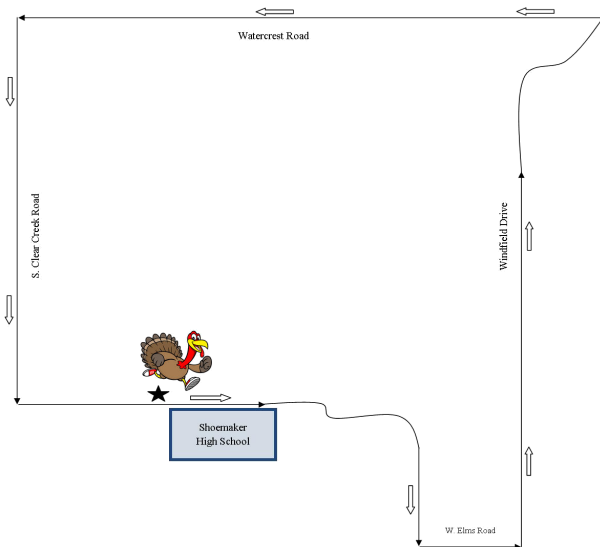 Watercrest Road
S. Clear Creek Road
Windfield Drive
Shoemaker
High School
W. Elms Road